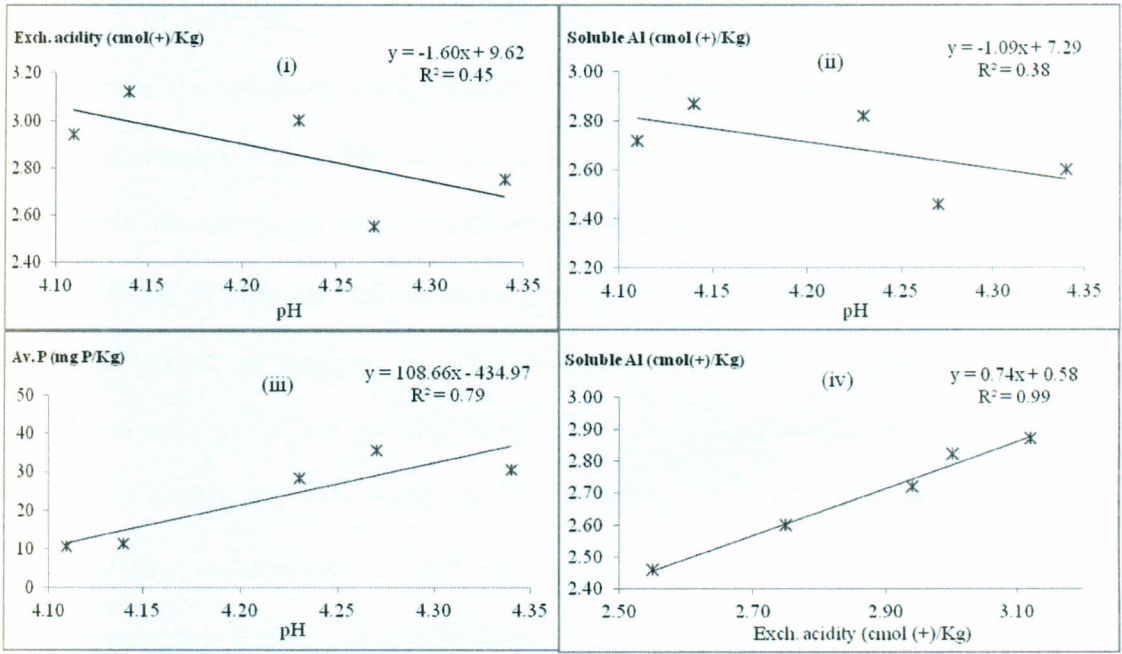 Exch. acidity (cmol(+)/Kg)
(i)
y = -1.60x + 9.62
R² = 0.45
3.20
3.00
2.80
2.60
2.40
4.10 4.15 4.20 4.25 4.30 4.35
pH
Soluble Al (cmol (+)/Kg)
(ii)
y = -1.09x + 7.29
R² = 0.38
3.00
2.80
2.60
2.40
2.20
4.10 4.15 4.20 4.25 4.30 4.35
pH
Av. P (mg P/Kg)
(iii)
y = 108.66x - 434.97
R² = 0.79
50
40
30
20
10
0
4.10 4.15 4.20 4.25 4.30 4.35
pH
Soluble Al (cmol(+)/Kg)
(iv)
y = 0.74x + 0.58
R² = 0.99
3.00
2.90
2.80
2.70
2.60
2.50
2.40
2.50 2.70 2.90 3.10
Exch. acidity (cmol (+)/Kg)